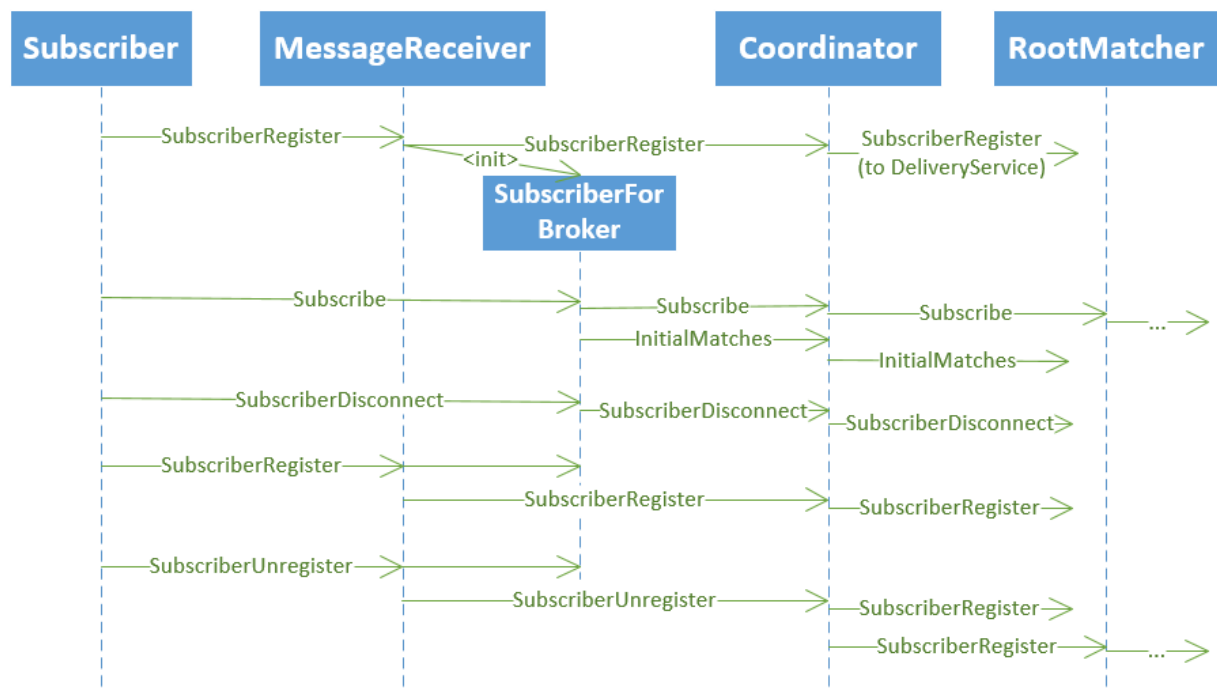 Subscriber
MessageReceiver
Coordinator
RootMatcher
SubscriberRegister
SubscriberRegister
SubscriberRegister
(to DeliveryService)
<init>
SubscriberFor
Broker
Subscribe
Subscribe
Subscribe
...
InitialMatches
InitialMatches
SubscriberDisconnect
SubscriberDisconnect
SubscriberDisconnect
SubscriberRegister
SubscriberRegister
SubscriberRegister
SubscriberUnregister
SubscriberUnregister
SubscriberRegister
SubscriberRegister
...